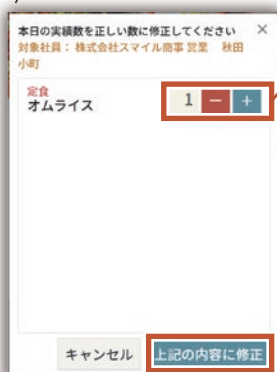 本日の実績数を正しい数に修正してください ×
対象社員： 株式会社スマイル商事 営業　秋田
小町
定食
オムライス
1 － ＋
キャンセル 上記の内容に修正